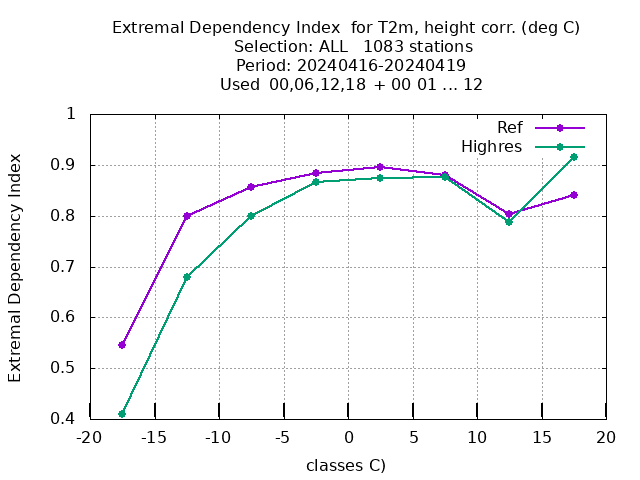 Extremal Dependency Index  for T2m, height corr. (deg C)
Selection: ALL   1083 stations
Period: 20240416-20240419
Used  00,06,12,18  + 00 01 ... 12
Ref
Highres
1
0.9
0.8
0.7
0.6
0.5
0.4
Extremal Dependency Index
-20 -15 -10 -5 0 5 10 15 20
classes C)